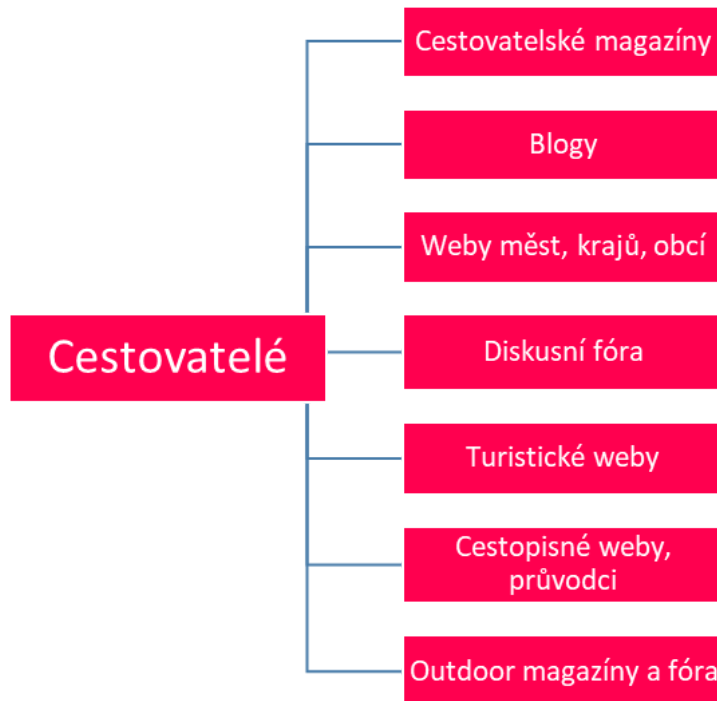 Cestovatelé
Cestovatelské magazíny
Blogy
Weby měst, krajů, obcí
Diskusní fóra
Turistické weby
Cestopisné weby,
průvodci
Outdoor magazíny a fóra